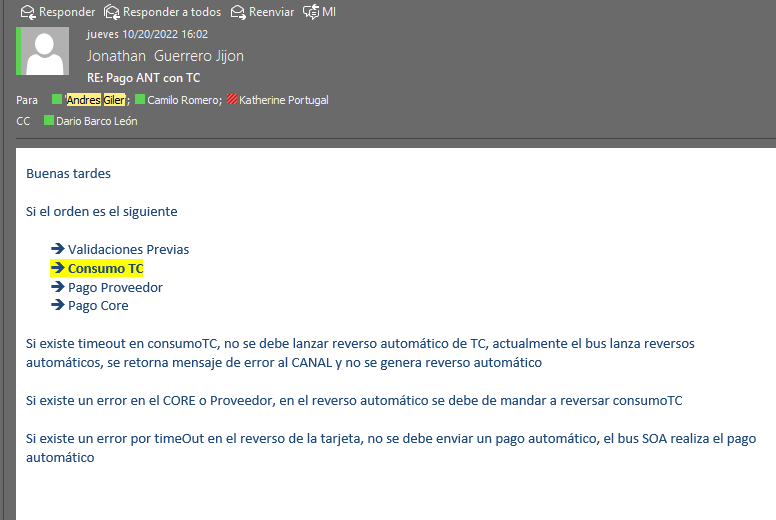 Responder Responder a todos Reenviar MI
jueves 10/20/2022 16:02
Jonathan Guerrero Jijon
RE: Pago ANT con TC
Para 'Andres Giler; Camilo Romero; Katherine Portugal
CC Dario Barco León
Buenas tardes
Si el orden es el siguiente
➔ Validaciones Previas
➔ Consumo TC
➔ Pago Proveedor
➔ Pago Core
Si existe timeout en consumoTC, no se debe lanzar reverso automático de TC, actualmente el bus lanza reversos
automáticos, se retorna mensaje de error al CANAL y no se genera reverso automático
Si existe un error en el CORE o Proveedor, en el reverso automático se debe de mandar a reversar consumoTC
Si existe un error por timeOut en el reverso de la tarjeta, no se debe enviar un pago automático, el bus SOA realiza el pago
automático